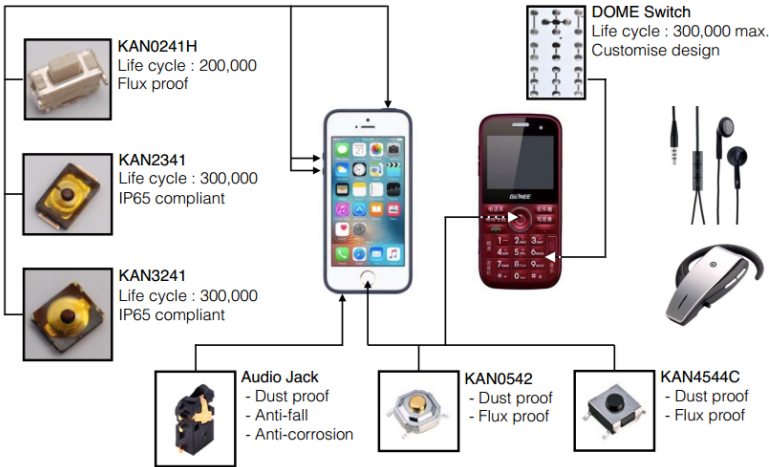 KAN0241H
Life cycle : 200,000
Flux proof
KAN2341
Life cycle : 300,000
IP65 compliant
KAN3241
Life cycle : 300,000
IP65 compliant
DOME Switch
Life cycle : 300,000 max.
Customise design
GIONEE
Audio Jack
- Dust proof
- Anti-fall
- Anti-corrosion
KAN0542
- Dust proof
- Flux proof
KAN4544C
- Dust proof
- Flux proof